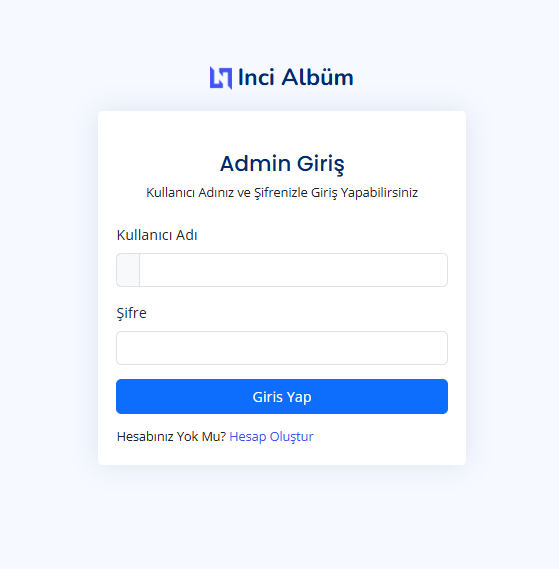 Inci Albüm
Admin Giriş
Kullanıcı Adınız ve Şifrenizle Giriş Yapabilirsiniz
Kullanıcı Adı
Şifre
Giris Yap
Hesabınız Yok Mu? Hesap Oluştur